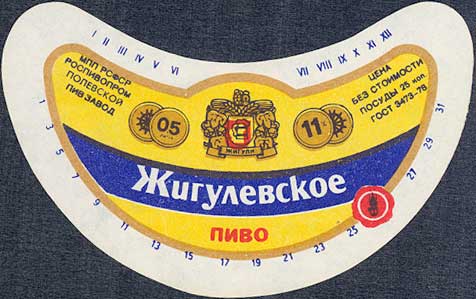 I II III IV V VI VII VIII IX X XI XII
МПП РСФСР
РОСПИВОПРОМ
ПОЛЕВСКОЙ
ПИВЗАВОД
05
ЛИТРА
ЖИГУЛИ
11%
ЦЕНА
БЕЗ СТОИМОСТИ
ПОСУДЫ 25 коп.
ГОСТ 3473-78
Жигулевское
ПИВО
1 3 5 7 9 11 13 15 17 19 21 23 25 27 29 31